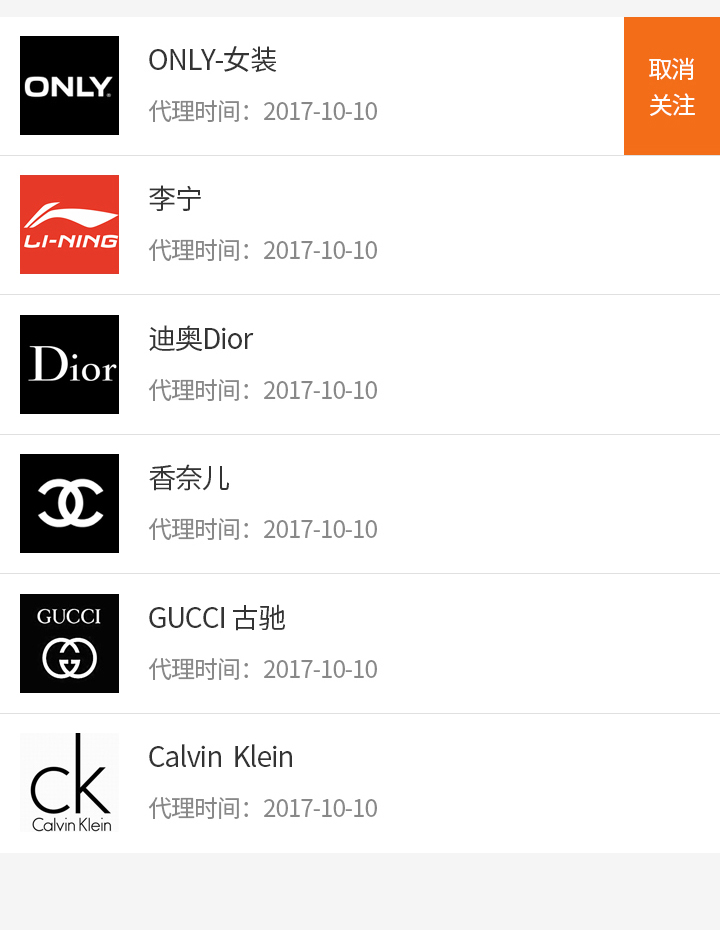 ONLY
ONLY-女装
代理时间：2017-10-10
取消
关注
LI-NING
李宁
代理时间：2017-10-10
Dior
迪奥Dior
代理时间：2017-10-10
香奈儿
代理时间：2017-10-10
GUCCI
GUCCI 古驰
代理时间：2017-10-10
ck
Calvin Klein
Calvin Klein
代理时间：2017-10-10